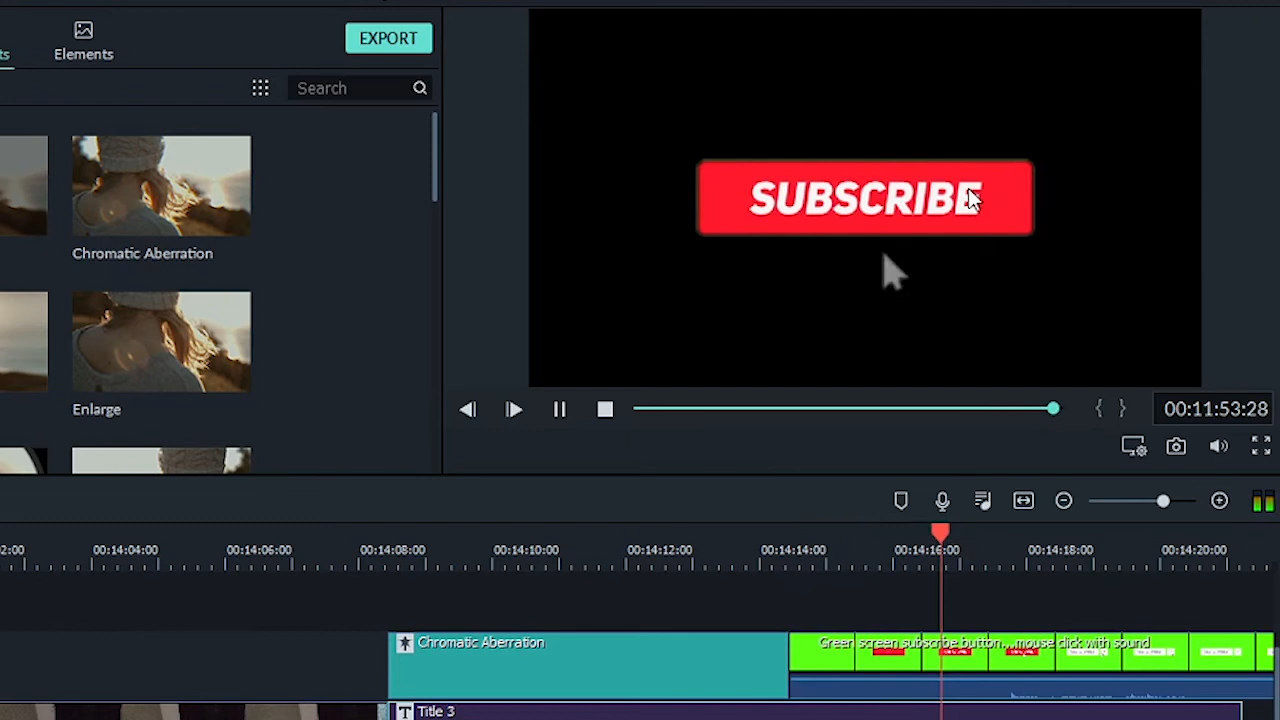 ts
Elements
EXPORT
Search
SUBSCRIBE
Chromatic Aberration
Enlarge
{ }
00:11:53:28
2:00
00:14:04:00
00:14:06:00
00:14:08:00
00:14:10:00
00:14:12:00
00:14:14:00
00:14:16:00
00:14:18:00
00:14:20:00
Chromatic Aberration
Green screen subscribe button...mouse click with sound
T Title 3